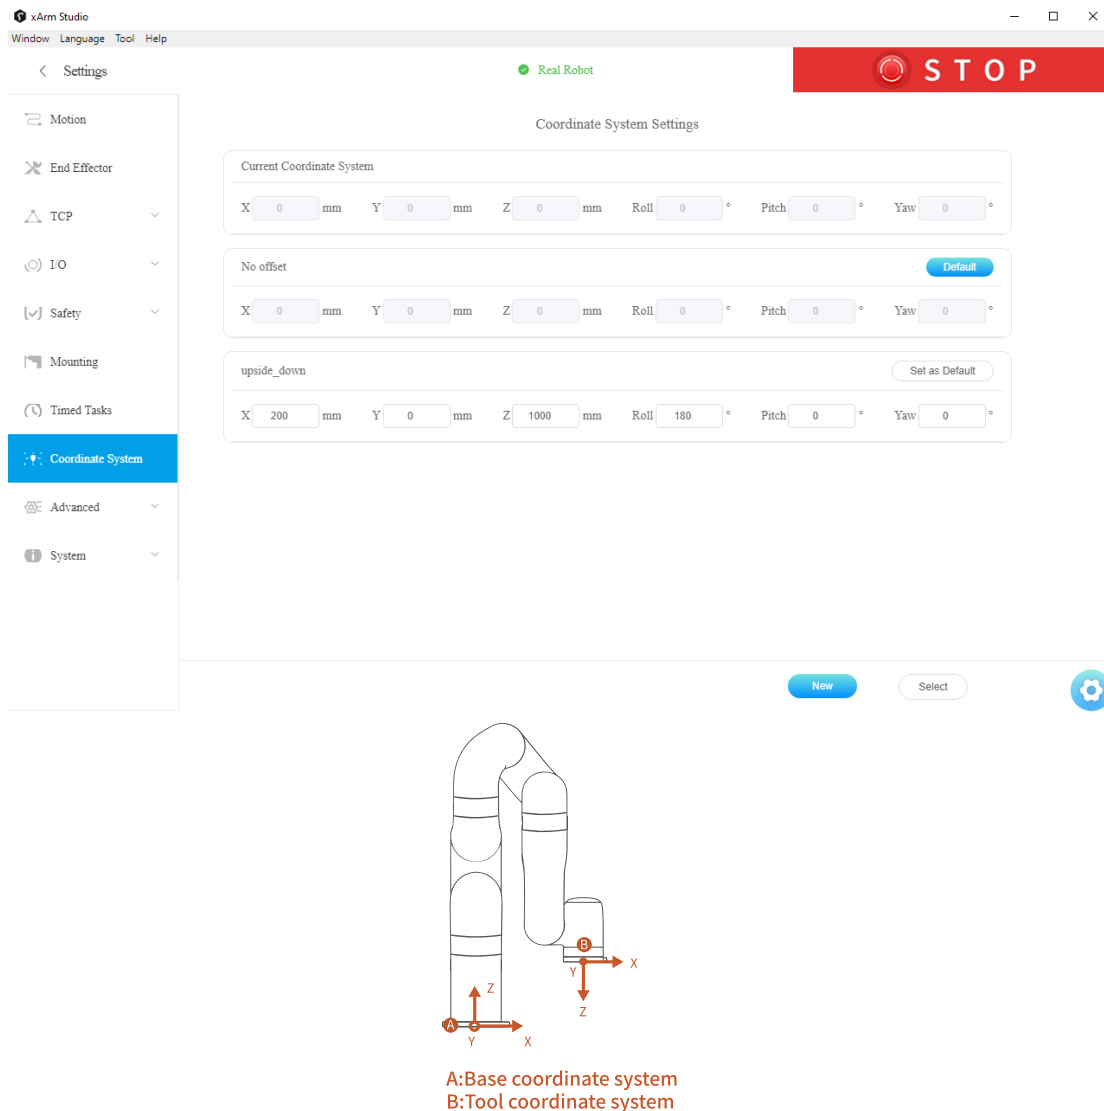 xArm Studio
Window Language Tool Help
Settings
Real Robot
STOP
Motion
End Effector
TCP
I/O
Safety
Mounting
Timed Tasks
Coordinate System
Advanced
System
Coordinate System Settings
Current Coordinate System
X 0 mm Y 0 mm Z 0 mm Roll 0 ° Pitch 0 ° Yaw 0 °
No offset Default
X 0 mm Y 0 mm Z 0 mm Roll 0 ° Pitch 0 ° Yaw 0 °
upside_down Set as Default
X 200 mm Y 0 mm Z 1000 mm Roll 180 ° Pitch 0 ° Yaw 0 °
New Select
B
Y X
Z
Z
A
Y X
A:Base coordinate system
B:Tool coordinate system